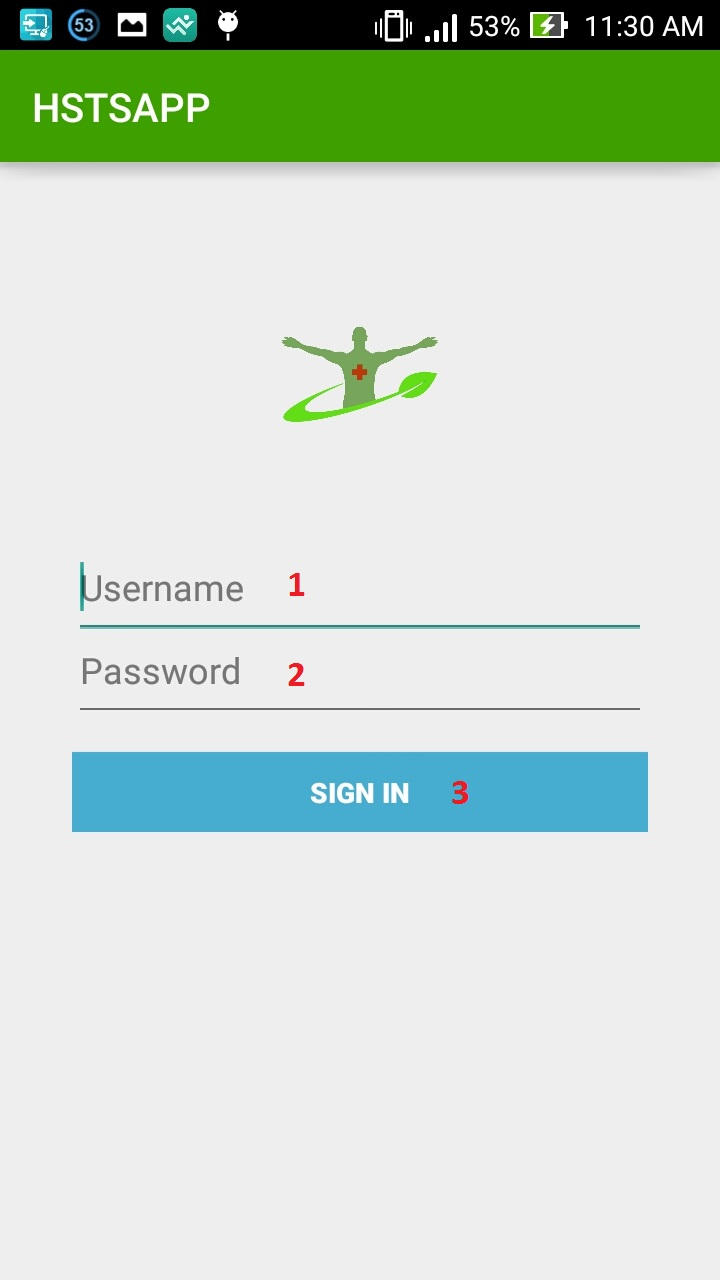 53 53% 11:30 AM
HSTSAPP
Username 1
Password 2
SIGN IN 3